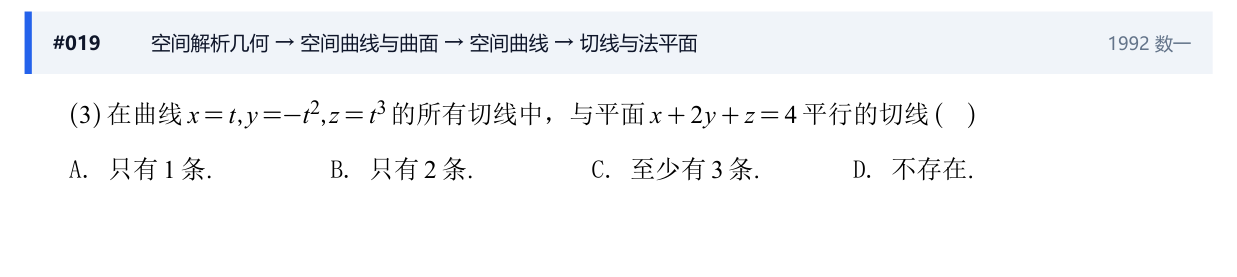 #019 空间解析几何 → 空间曲线与曲面 → 空间曲线 → 切线与法平面 1992 数一
(3) 在曲线 x = t, y = −t², z = t³ 的所有切线中，与平面 x + 2y + z = 4 平行的切线 ( )
A. 只有 1 条. B. 只有 2 条. C. 至少有 3 条. D. 不存在.